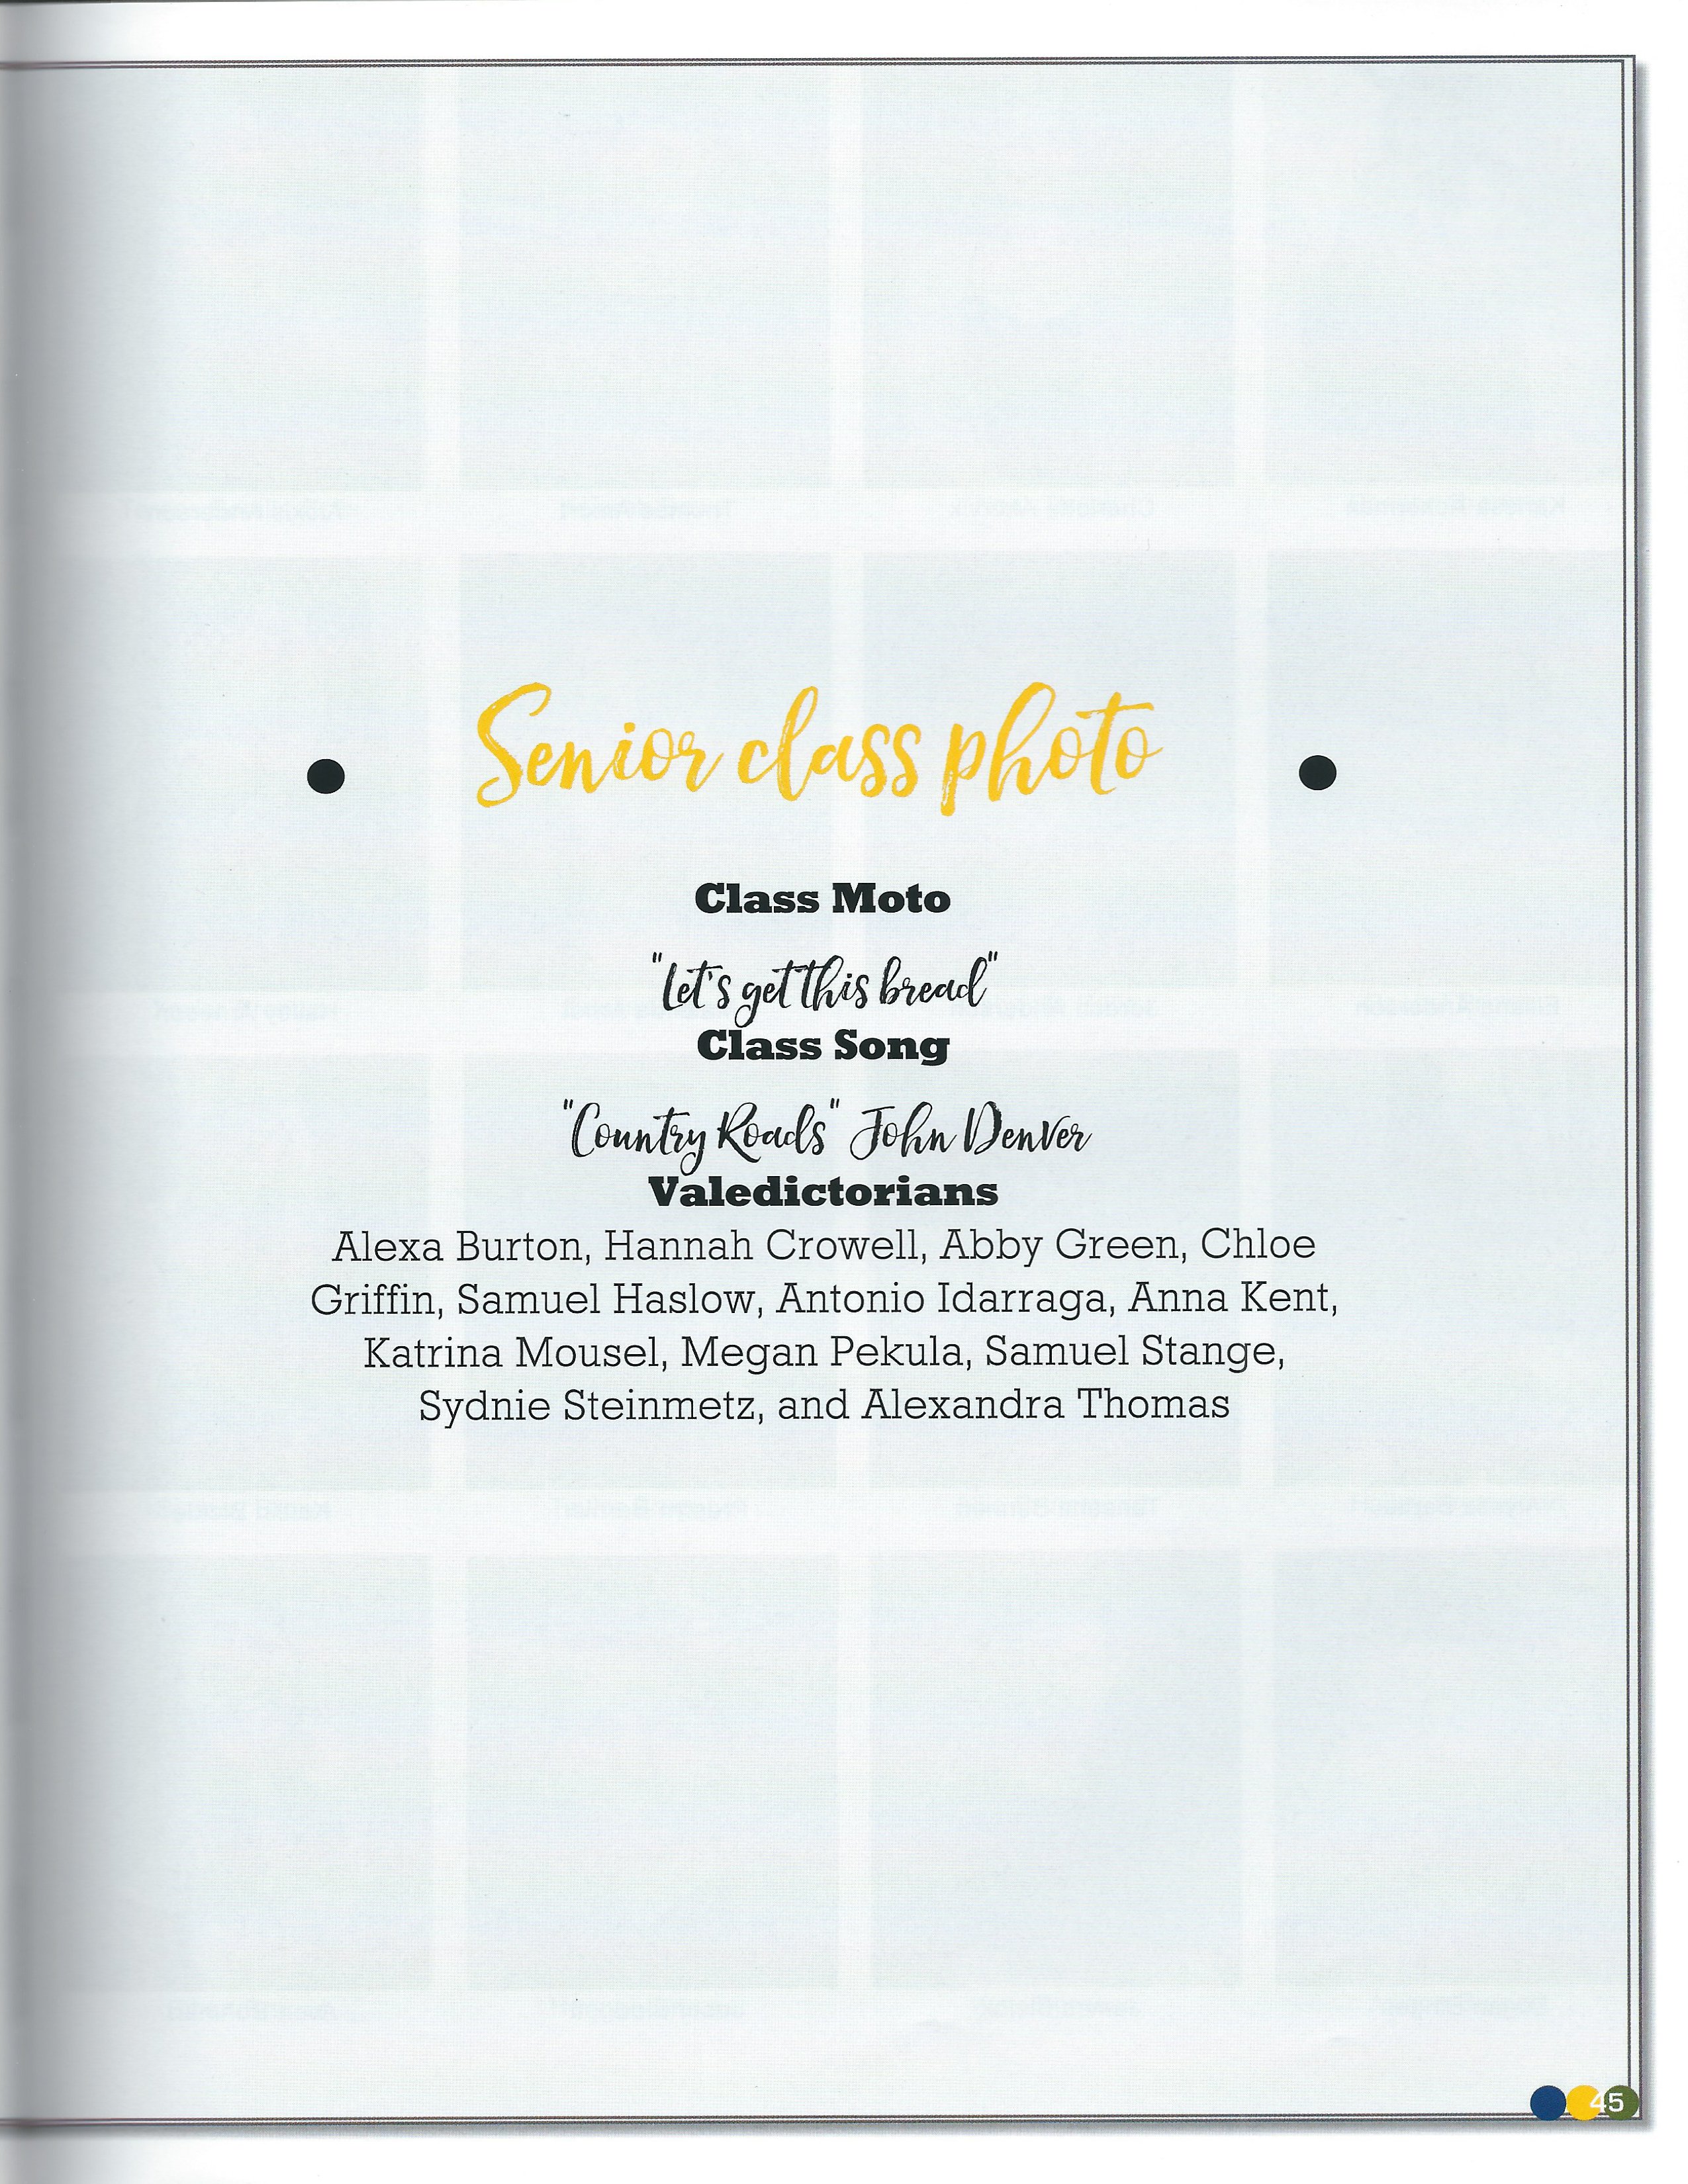 Senior class photo
Class Moto
"Let's get this bread"
Class Song
"Country Roads" John Denver
Valedictorians
Alexa Burton, Hannah Crowell, Abby Green, Chloe
Griffin, Samuel Haslow, Antonio Idarraga, Anna Kent,
Katrina Mousel, Megan Pekula, Samuel Stange,
Sydnie Steinmetz, and Alexandra Thomas
45